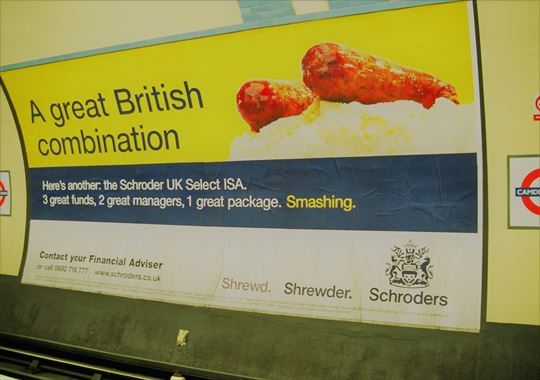 A great British
combination
Here's another: the Schroder UK Select ISA.
3 great funds, 2 great managers, 1 great package. Smashing.
Contact your Financial Adviser
or call 0800 718 777 www.schroders.co.uk
Shrewd. Shrewder. Schroders
CAMD